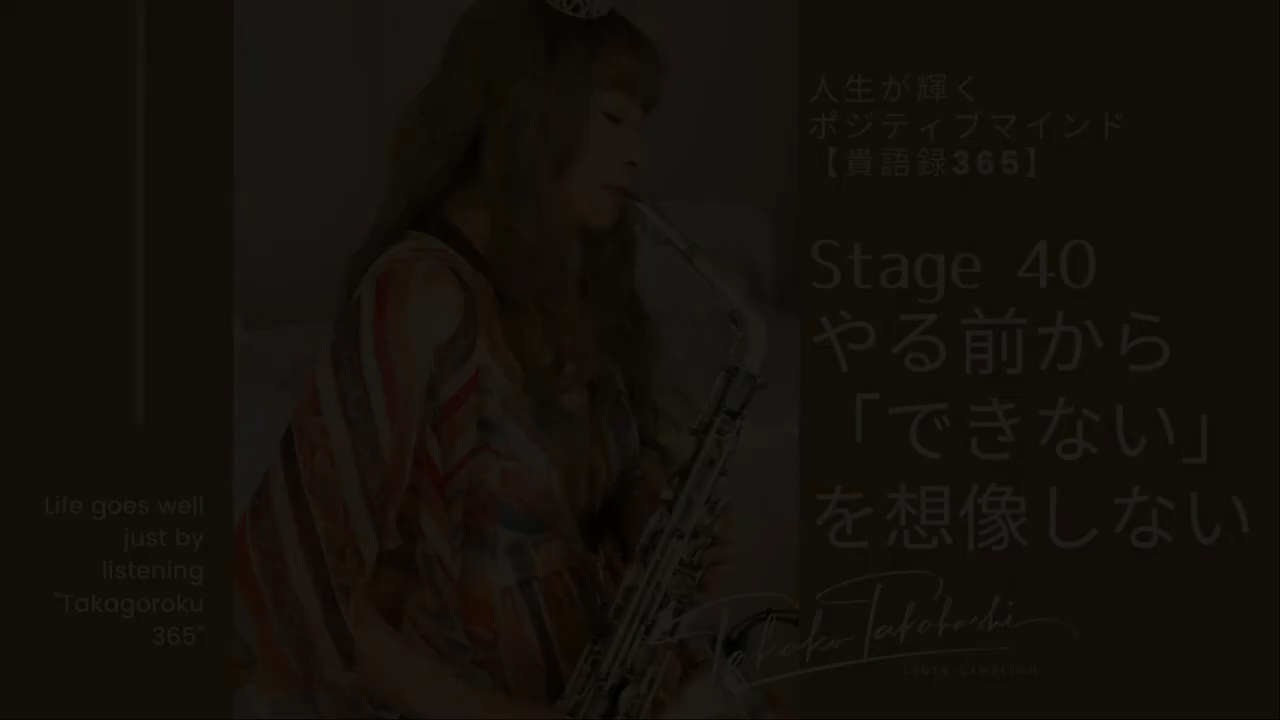 人生が輝く
ポジティブマインド
【貴語録365】
Stage 40
やる前から
「できない」
を想像しない
Life goes well
just by
listening
"Takagoroku
365"
Takako Takahashi
Libre Creation